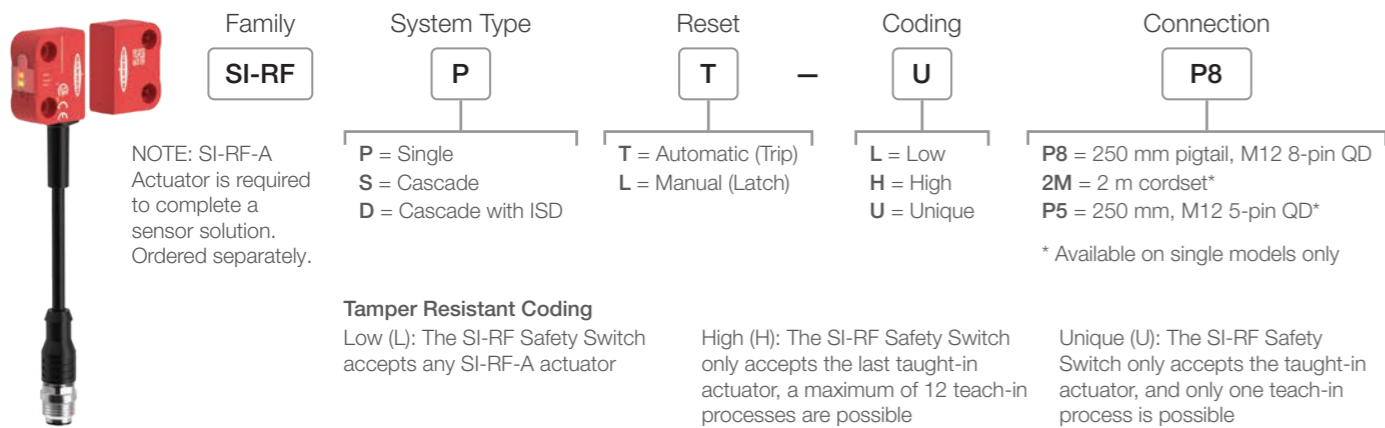 Family
System Type
Reset
Coding
Connection
SI-RF
P
T
–
U
P8
NOTE: SI-RF-A
Actuator is required
to complete a
sensor solution.
Ordered separately.
P = Single
S = Cascade
D = Cascade with ISD
T = Automatic (Trip)
L = Manual (Latch)
L = Low
H = High
U = Unique
P8 = 250 mm pigtail, M12 8-pin QD
2M = 2 m cordset*
P5 = 250 mm, M12 5-pin QD*
* Available on single models only
Tamper Resistant Coding
Low (L): The SI-RF Safety Switch
accepts any SI-RF-A actuator
High (H): The SI-RF Safety Switch
only accepts the last taught-in
actuator, a maximum of 12 teach-in
processes are possible
Unique (U): The SI-RF Safety
Switch only accepts the taught-in
actuator, and only one teach-in
process is possible